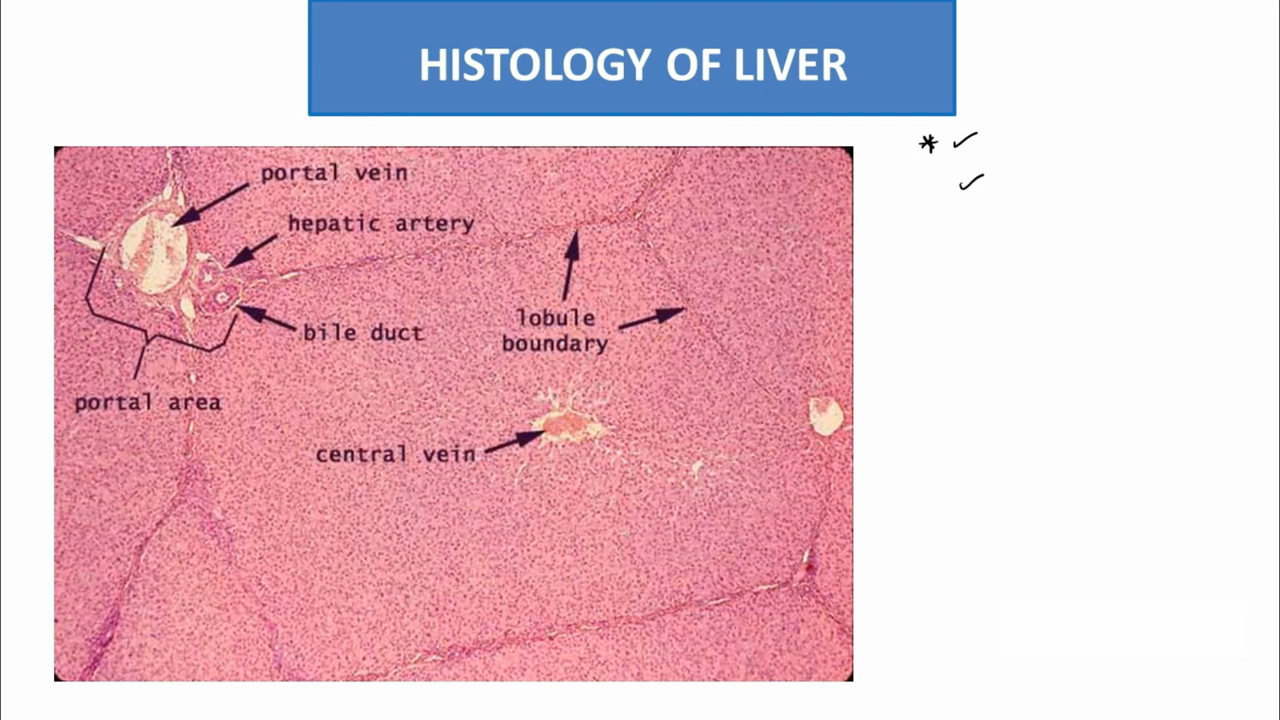 HISTOLOGY OF LIVER
* ✓
✓
portal vein
hepatic artery
bile duct
lobule
boundary
portal area
central vein